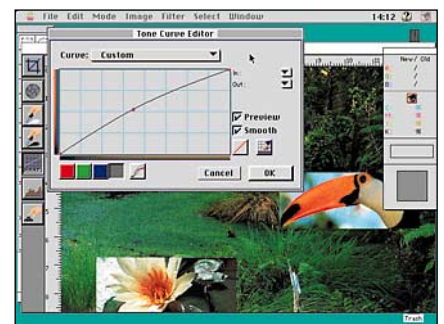 File Edit Mode Image Filter Select Window 14:12
Tone Curve Editor
Curve: Custom
New / Old
In:
Out:
Preview
Smooth
Cancel OK
Trash